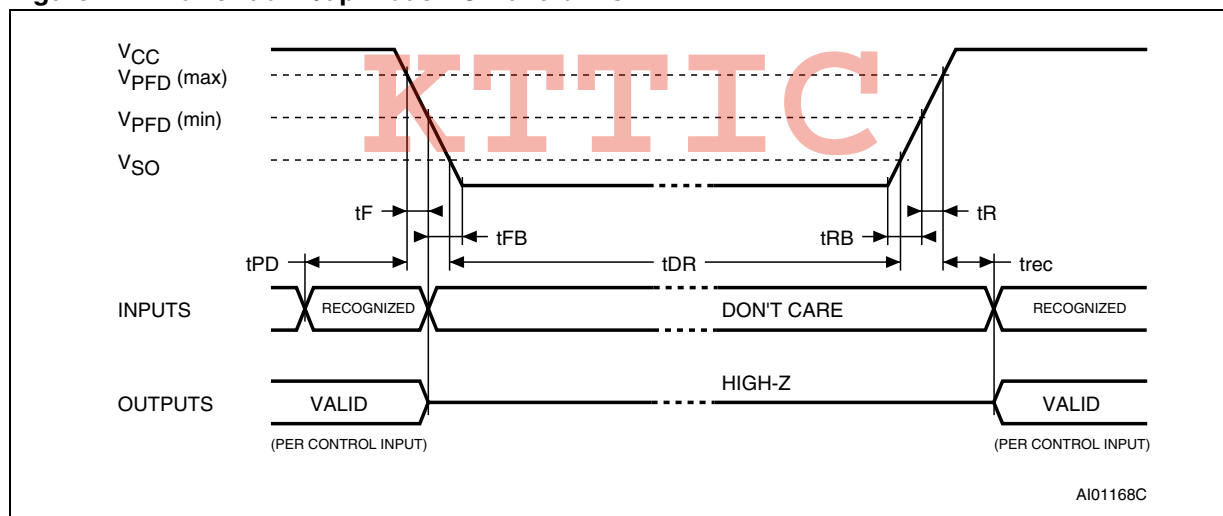 VCC
VPFD (max)
VPFD (min)
VSO
KTTIC
tF
tR
tFB
tRB
tPD
tDR
trec
INPUTS
RECOGNIZED
DON'T CARE
RECOGNIZED
HIGH-Z
OUTPUTS
VALID
VALID
(PER CONTROL INPUT)
(PER CONTROL INPUT)
AI01168C